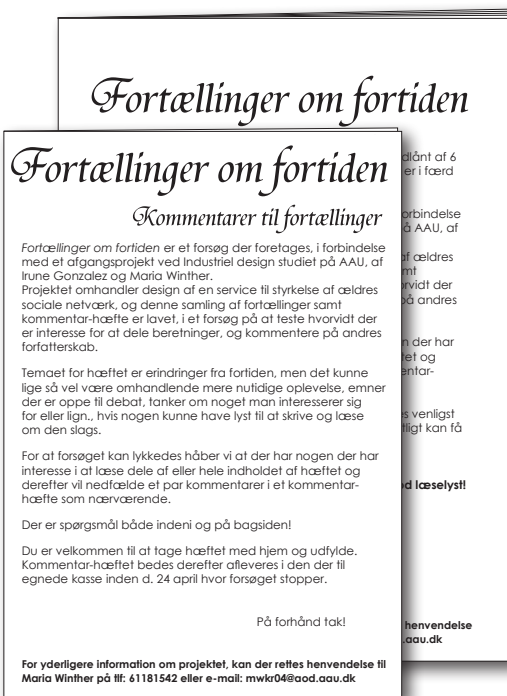 Fortællinger om fortiden
dlånt af 6
er i færd
orbindelse
å AAU, af
af ældres
mt
orvidt der
på andres
n der har
tet og
entar-
s venligst
tligt kan få
od læselyst!
henvendelse
.aau.dk
Fortællinger om fortiden
Kommentarer til fortællinger
Fortællinger om fortiden er et forsøg der foretages, i forbindelse
med et afgangsprojekt ved Industriel design studiet på AAU, af
Irune Gonzalez og Maria Winther.
Projektet omhandler design af en service til styrkelse af ældres
sociale netværk, og denne samling af fortællinger samt
kommentar-hæfte er lavet, i et forsøg på at teste hvorvidt der
er interesse for at dele beretninger, og kommentere på andres
forfatterskab.
Temaet for hæftet er erindringer fra fortiden, men det kunne
lige så vel være omhandlende mere nutidige oplevelse, emner
der er oppe til debat, tanker om noget man interesserer sig
for eller lign., hvis nogen kunne have lyst til at skrive og læse
om den slags.
For at forsøget kan lykkedes håber vi at der har nogen der har
interesse i at læse dele af eller hele indholdet af hæftet og
derefter vil nedfælde et par kommentarer i et kommentar-
hæfte som nærværende.
Der er spørgsmål både indeni og på bagsiden!
Du er velkommen til at tage hæftet med hjem og udfylde.
Kommentar-hæftet bedes derefter afleveres i den der til
egnede kasse inden d. 24 april hvor forsøget stopper.
På forhånd tak!
For yderligere information om projektet, kan der rettes henvendelse til
Maria Winther på tlf: 61181542 eller e-mail: mwkr04@aod.aau.dk